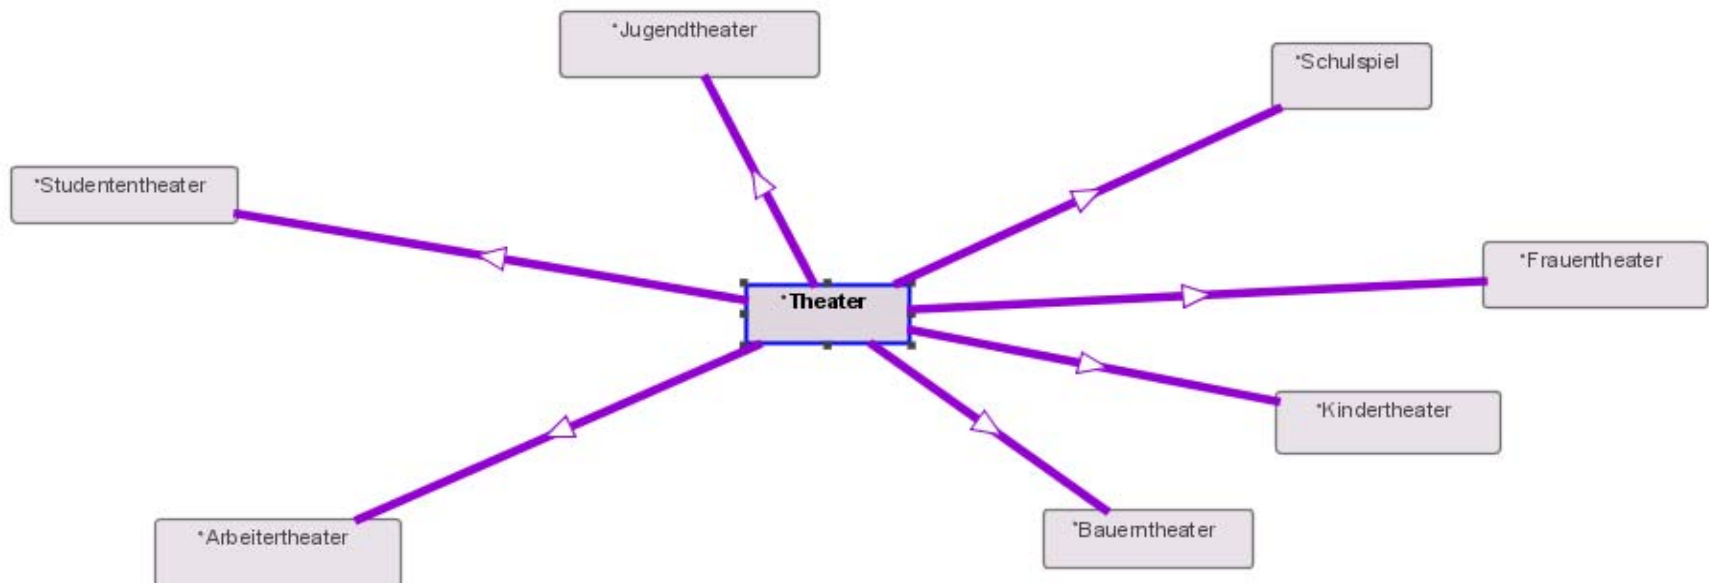 *Jugendtheater
*Schulspiel
*Studententheater
*Frauentheater
*Theater
*Kindertheater
*Bauerntheater
*Arbeitertheater